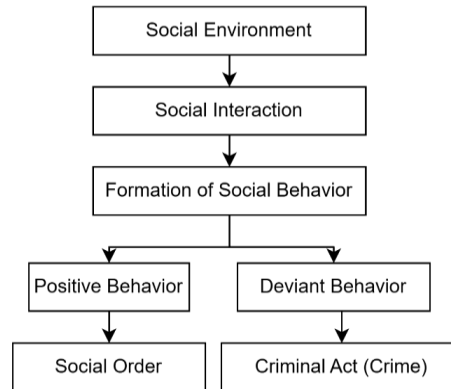 Social Environment
Social Interaction
Formation of Social Behavior
Positive Behavior
Deviant Behavior
Social Order
Criminal Act (Crime)